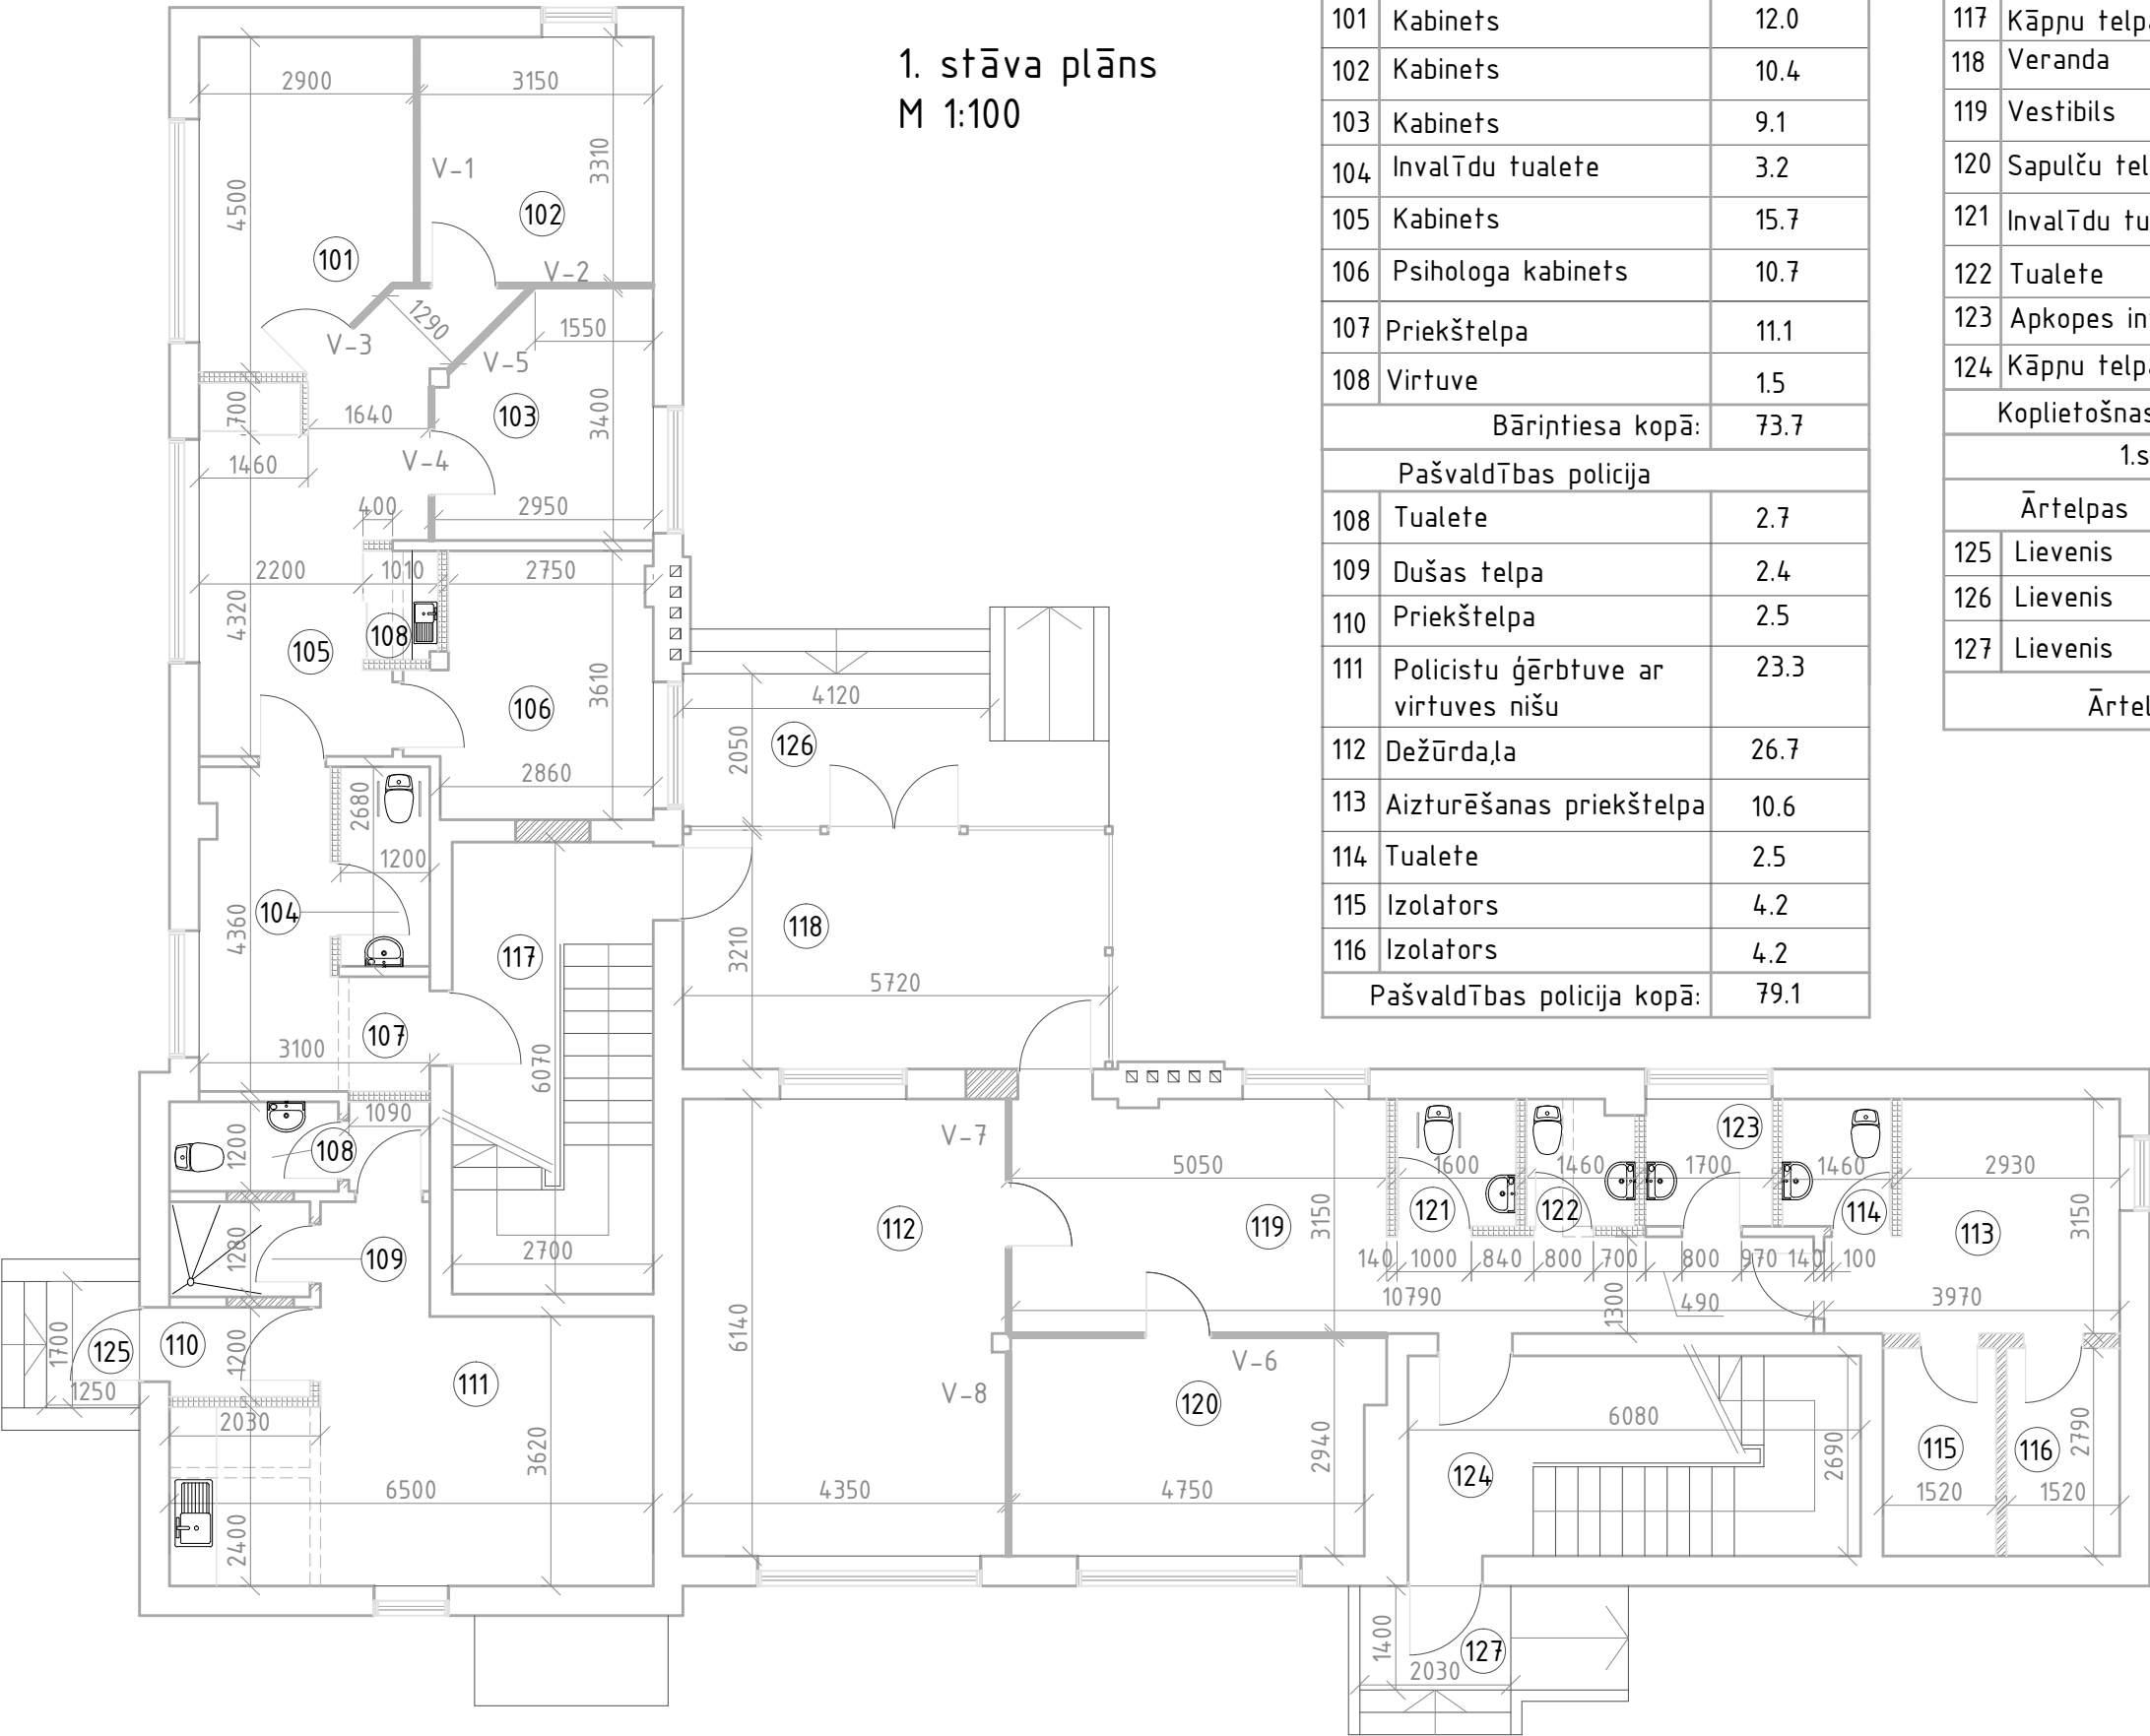 1. stāva plāns
M 1:100
101 Kabinets 12.0
102 Kabinets 10.4
103 Kabinets 9.1
104 Invalīdu tualete 3.2
105 Kabinets 15.7
106 Psihologa kabinets 10.7
107 Priekštelpa 11.1
108 Virtuve 1.5
Bāriņtiesa kopā: 73.7
Pašvaldības policija
108 Tualete 2.7
109 Dušas telpa 2.4
110 Priekštelpa 2.5
111 Policistu ģērbtuve ar 23.3
virtuves nišu
112 Dežūrdaļa 26.7
113 Aizturēšanas priekštelpa 10.6
114 Tualete 2.5
115 Izolators 4.2
116 Izolators 4.2
Pašvaldības policija kopā: 79.1
117 Kāpņu
118 Veranda
119 Vestibils
120 Sapulču
121 Invalīdu
122 Tualete
123 Apkopes
124 Kāpņu
Koplietošnas
1.s
Ārtelpas
125 Lievenis
126 Lievenis
127 Lievenis
Ārtel
2900
3150
V-1
3310
4500
102
101
V-2
1290
1550
V-3
V-5
700
1640
103
3400
V-4
1460
400
2950
2200
1010
2750
4320
108
105
3610
106
4120
126
2050
2860
2680
1200
104
4360
118
117
3210
5720
107
3100
6070
1090
1200
108
V-7
5050
1600
1460
123
1700
1460
2930
121
122
114
112
119
3150
113
3150
109
1280
2700
140
1000
840
800
700
800
970
140
100
10790
1300
490
3970
125
1700
110
1200
1250
111
6140
V-6
V-8
120
2030
3620
6080
2940
124
2690
115
116
2790
6500
4350
4750
1520
1520
2400
1400
127
2030